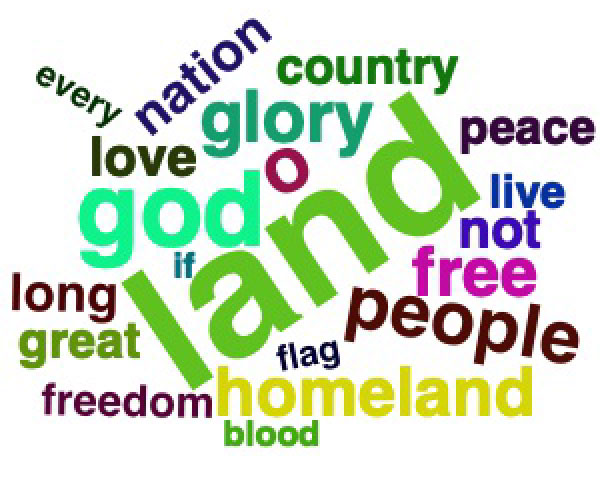 every
nation
country
glory
peace
love
o
god
land
live
not
if
free
long
people
great
flag
freedom
homeland
blood